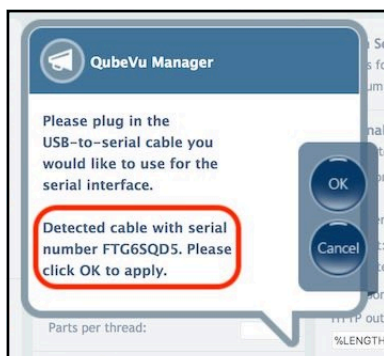 QubeVu Manager
Please plug in the
USB-to-serial cable you
would like to use for the
serial interface.
Detected cable with serial
number FTG6SQD5. Please
click OK to apply.
OK
Cancel
Parts per thread:
%LENGTH